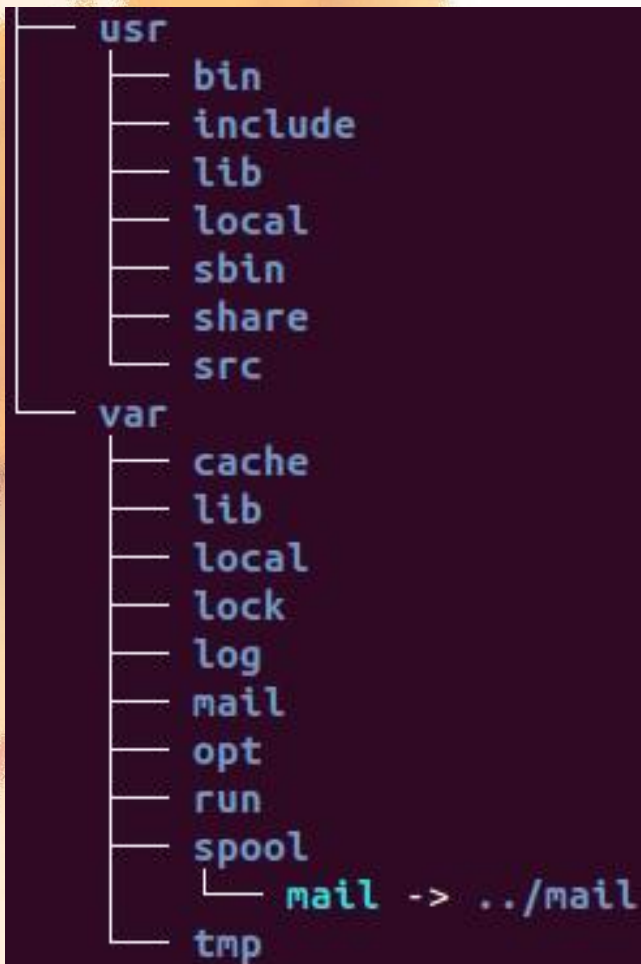 usr
bin
include
lib
local
sbin
share
src
var
cache
lib
local
lock
log
mail
opt
run
spool
mail -> ../mail
tmp